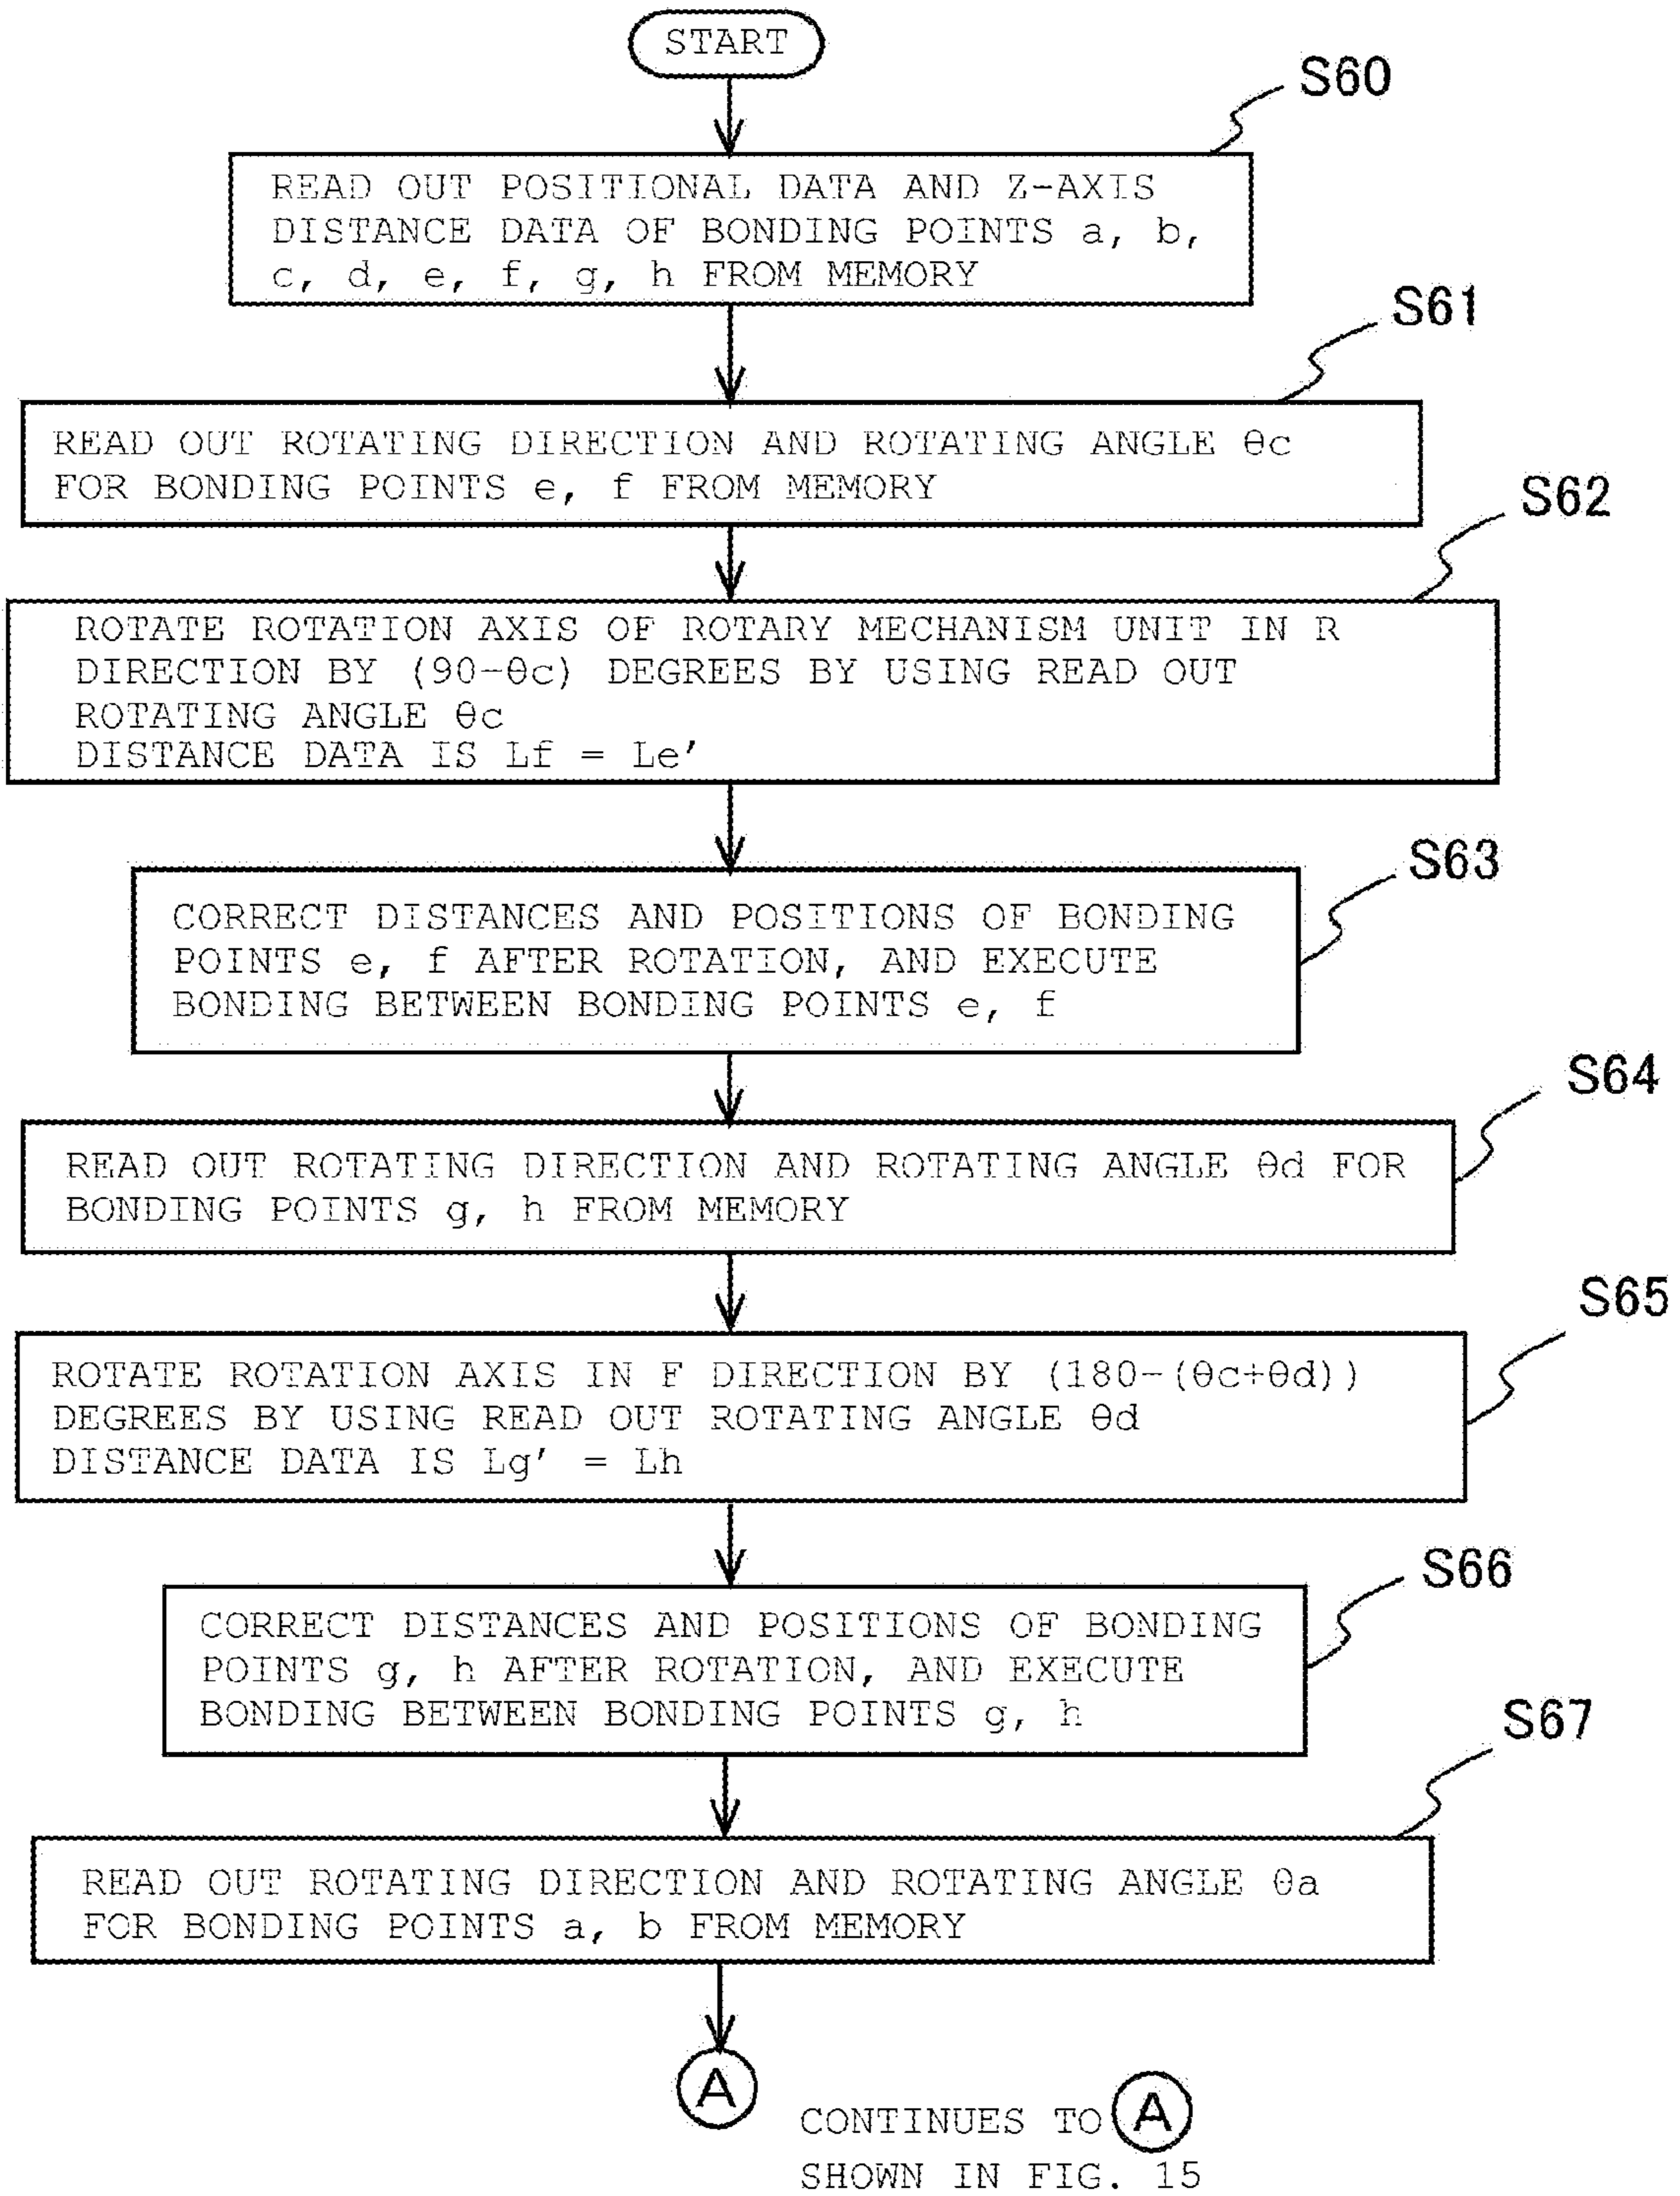 START
S60
READ OUT POSITIONAL DATA AND Z-AXIS
DISTANCE DATA OF BONDING POINTS a, b,
c, d, e, f, g, h FROM MEMORY
S61
READ OUT ROTATING DIRECTION AND ROTATING ANGLE θc
FOR BONDING POINTS e, f FROM MEMORY
S62
ROTATE ROTATION AXIS OF ROTARY MECHANISM UNIT IN R
DIRECTION BY (90-θc) DEGREES BY USING READ OUT
ROTATING ANGLE θc
DISTANCE DATA IS Lf = Le'
S63
CORRECT DISTANCES AND POSITIONS OF BONDING
POINTS e, f AFTER ROTATION, AND EXECUTE
BONDING BETWEEN BONDING POINTS e, f
S64
READ OUT ROTATING DIRECTION AND ROTATING ANGLE θd FOR
BONDING POINTS g, h FROM MEMORY
S65
ROTATE ROTATION AXIS IN F DIRECTION BY (180-(θc+θd))
DEGREES BY USING READ OUT ROTATING ANGLE θd
DISTANCE DATA IS Lg' = Lh
S66
CORRECT DISTANCES AND POSITIONS OF BONDING
POINTS g, h AFTER ROTATION, AND EXECUTE
BONDING BETWEEN BONDING POINTS g, h
S67
READ OUT ROTATING DIRECTION AND ROTATING ANGLE θa
FOR BONDING POINTS a, b FROM MEMORY
A
CONTINUES TO A
SHOWN IN FIG. 15